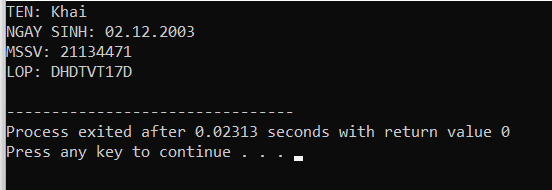 TEN: Khai
NGAY SINH: 02.12.2003
MSSV: 21134471
LOP: DHDTVT17D
--------------------------------
Process exited after 0.02313 seconds with return value 0
Press any key to continue . . .